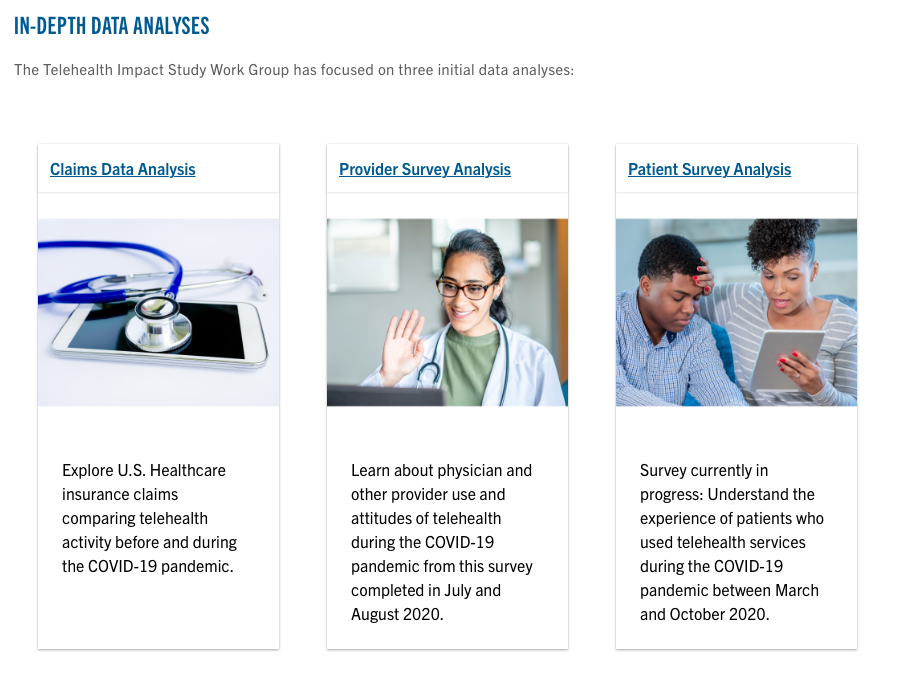 IN-DEPTH DATA ANALYSES
The Telehealth Impact Study Work Group has focused on three initial data analyses:
Claims Data Analysis
Explore U.S. Healthcare
insurance claims
comparing telehealth
activity before and during
the COVID-19 pandemic.
Provider Survey Analysis
Learn about physician and
other provider use and
attitudes of telehealth
during the COVID-19
pandemic from this survey
completed in July and
August 2020.
Patient Survey Analysis
Survey currently in
progress: Understand the
experience of patients who
used telehealth services
during the COVID-19
pandemic between March
and October 2020.